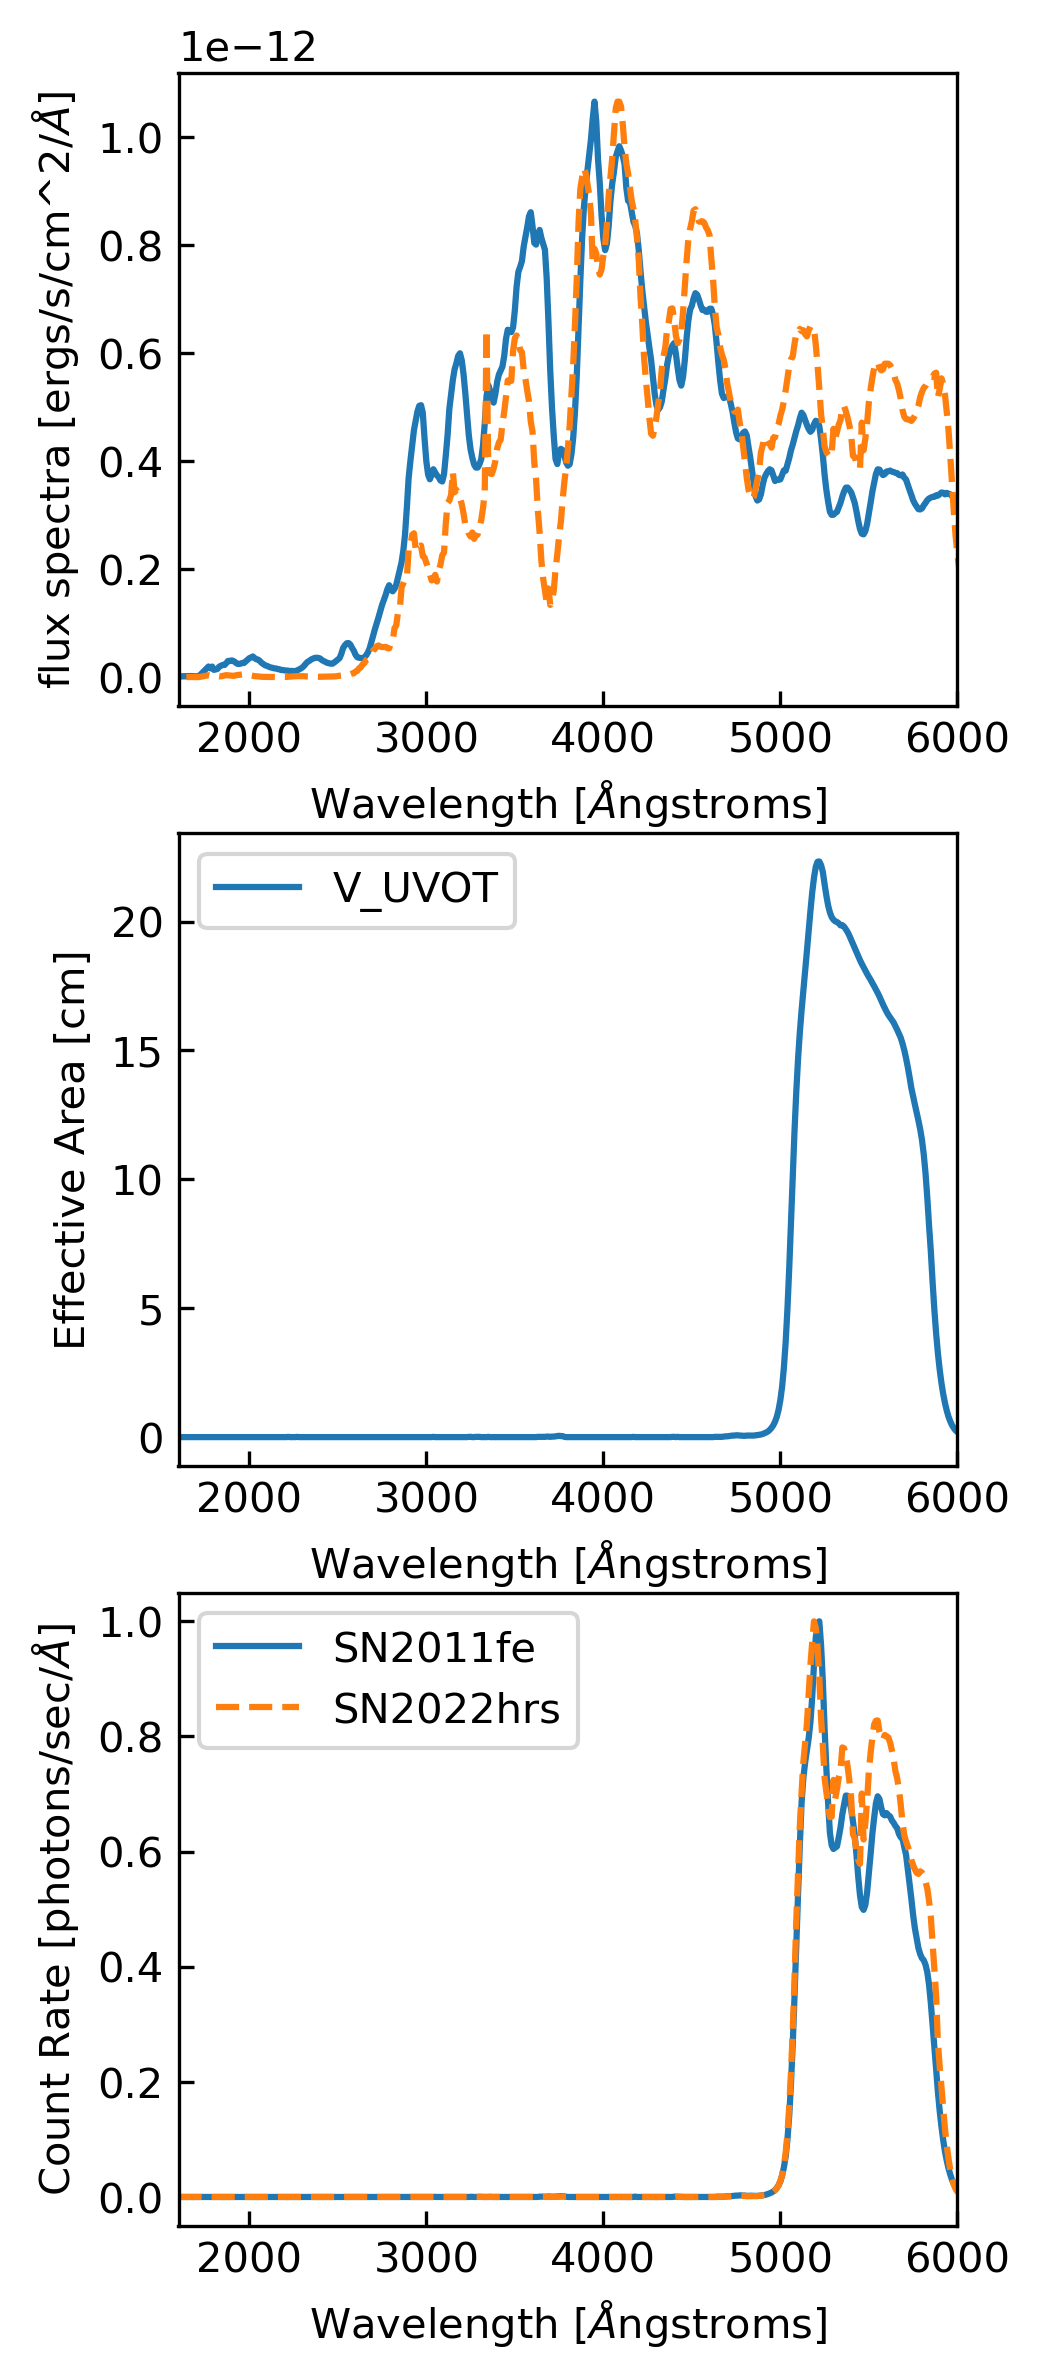 1e−12
flux spectra [ergs/s/cm^2/Å]
1.0
0.8
0.6
0.4
0.2
0.0
2000 3000 4000 5000 6000
Wavelength [Ångstroms]
V_UVOT
Effective Area [cm]
20
15
10
5
0
2000 3000 4000 5000 6000
Wavelength [Ångstroms]
SN2011fe
SN2022hrs
Count Rate [photons/sec/Å]
1.0
0.8
0.6
0.4
0.2
0.0
2000 3000 4000 5000 6000
Wavelength [Ångstroms]